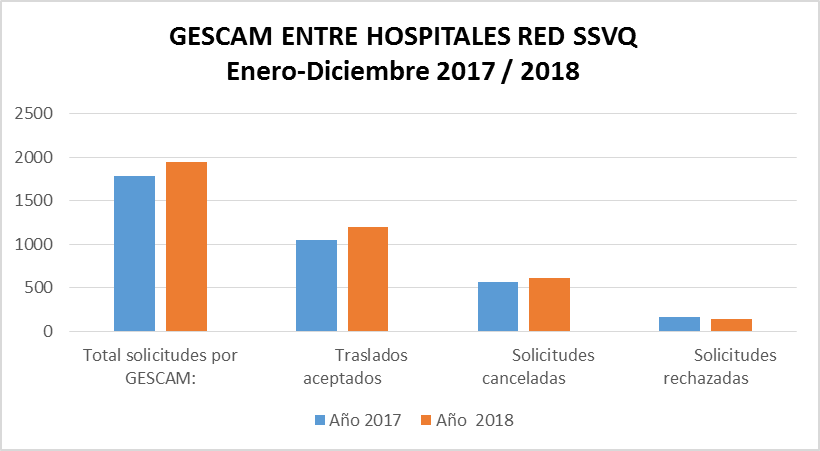 GESCAM ENTRE HOSPITALES RED SSVQ
Enero-Diciembre 2017 / 2018
2500
2000
1500
1000
500
0
Total solicitudes por
GESCAM:
Traslados
aceptados
Solicitudes
canceladas
Solicitudes
rechazadas
Año 2017
Año 2018